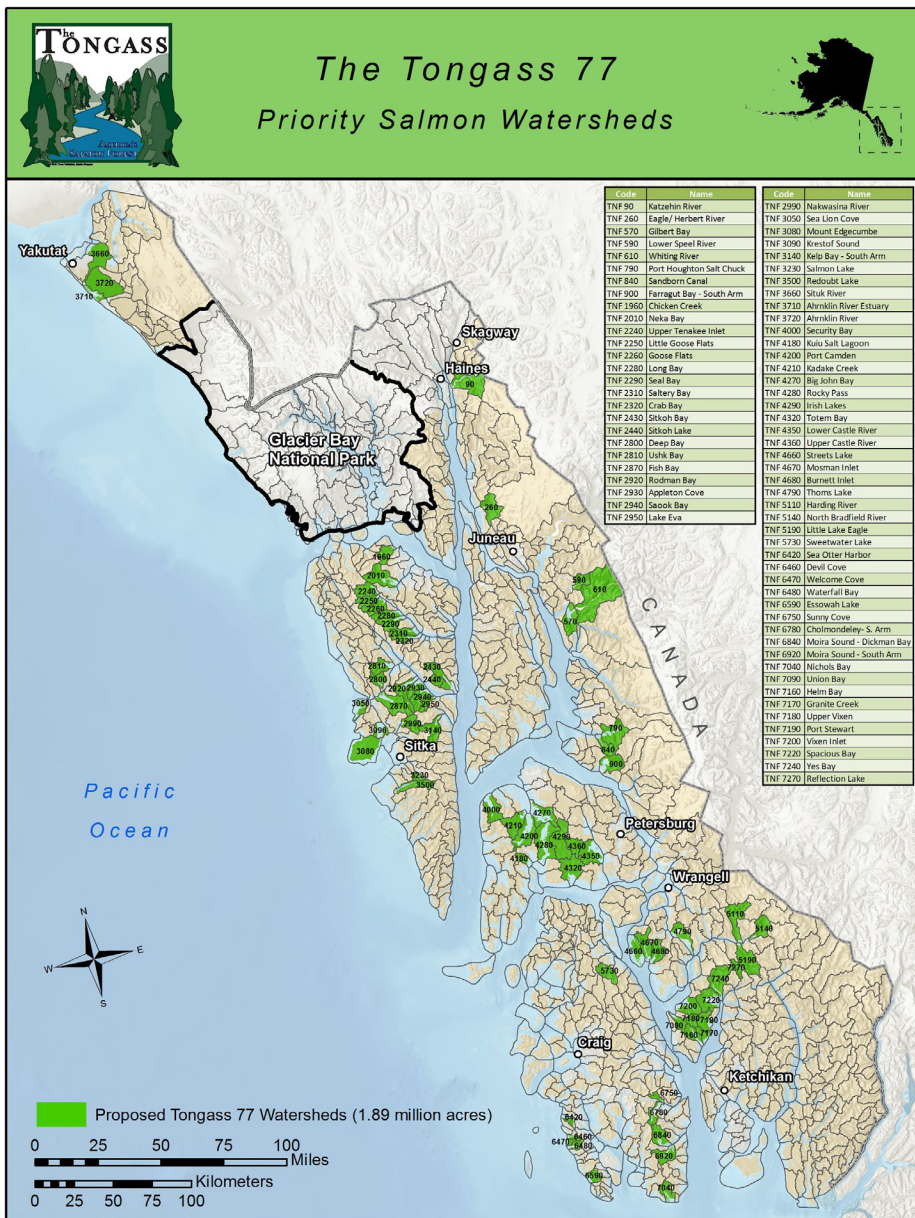 The
TONGASS
AMERICA'S
SALMON FOREST
The Tongass 77
Priority Salmon Watersheds
Code Name
TNF 90 Katzehin River
TNF 260 Eagle/ Herbert River
TNF 570 Gilbert Bay
TNF 590 Lower Speel River
TNF 610 Whiting River
TNF 790 Port Houghton Salt Chuck
TNF 840 Sandborn Canal
TNF 900 Farragut Bay - South Arm
TNF 1960 Chicken Creek
TNF 2010 Neka Bay
TNF 2240 Upper Tenakee Inlet
TNF 2250 Little Goose Flats
TNF 2260 Goose Flats
TNF 2280 Long Bay
TNF 2290 Seal Bay
TNF 2310 Saltery Bay
TNF 2320 Crab Bay
TNF 2430 Sitkoh Bay
TNF 2440 Sitkoh Lake
TNF 2800 Deep Bay
TNF 2810 Ushk Bay
TNF 2870 Fish Bay
TNF 2920 Rodman Bay
TNF 2930 Appleton Cove
TNF 2940 Saook Bay
TNF 2950 Lake Eva
Code Name
TNF 2990 Nakwasina River
TNF 3050 Sea Lion Cove
TNF 3080 Mount Edgecumbe
TNF 3090 Krestof Sound
TNF 3140 Kelp Bay - South Arm
TNF 3230 Salmon Lake
TNF 3500 Redoubt Lake
TNF 3660 Situk River
TNF 3710 Ahrnklin River Estuary
TNF 3720 Ahrnklin River
TNF 4000 Security Bay
TNF 4180 Kuiu Salt Lagoon
TNF 4200 Port Camden
TNF 4210 Kadake Creek
TNF 4270 Big John Bay
TNF 4280 Rocky Pass
TNF 4290 Irish Lakes
TNF 4320 Totem Bay
TNF 4350 Lower Castle River
TNF 4360 Upper Castle River
TNF 4660 Streets Lake
TNF 4670 Mosman Inlet
TNF 4680 Burnett Inlet
TNF 4790 Thoms Lake
TNF 5110 Harding River
TNF 5140 North Bradfield River
TNF 5190 Little Lake Eagle
TNF 5730 Sweetwater Lake
TNF 6420 Sea Otter Harbor
TNF 6460 Devil Cove
TNF 6470 Welcome Cove
TNF 6480 Waterfall Bay
TNF 6590 Essowah Lake
TNF 6750 Sunny Cove
TNF 6780 Cholmondeley- S. Arm
TNF 6840 Moira Sound - Dickman Bay
TNF 6920 Moira Sound - South Arm
TNF 7040 Nichols Bay
TNF 7090 Union Bay
TNF 7160 Helm Bay
TNF 7170 Granite Creek
TNF 7180 Upper Vixen
TNF 7190 Port Stewart
TNF 7200 Vixen Inlet
TNF 7220 Spacious Bay
TNF 7240 Yes Bay
TNF 7270 Reflection Lake
Yakutat
3660
3720
3710
Skagway
Haines
90
Glacier Bay
National Park
260
Juneau
1960
2010
2240
2250
2260
2280
2290
2310
2320
590
610
570
CANADA
2810
2800
2430
2440
2920
2930
2940
2950
2870
3050
2990
3140
3090
3080
Sitka
3230
3500
790
840
900
Pacific
Ocean
4000
4270
4210
4200
4290
4280
4360
4350
4180
4320
Petersburg
Wrangell
5110
5140
4790
4670
4660
4680
5190
7270
7240
5730
7220
7200
7180
7190
7090
7160
7170
Craig
Ketchikan
6750
6780
6420
6460
6470
6480
6840
6920
6590
7040
N
E
W
S
Proposed Tongass 77 Watersheds (1.89 million acres)
0 25 50 75 100
Miles
Kilometers
0 25 50 75 100